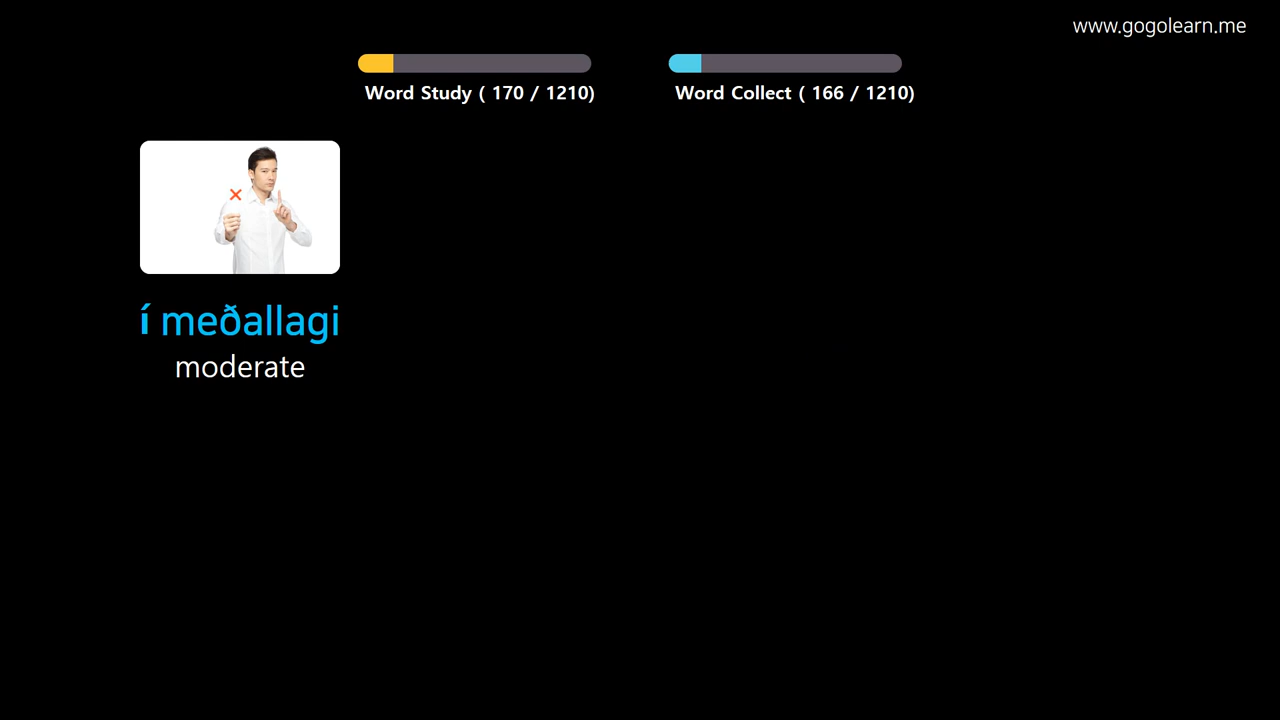 www.gogolearn.me
Word Study ( 170 / 1210)
Word Collect ( 166 / 1210)
í meðallagi
moderate